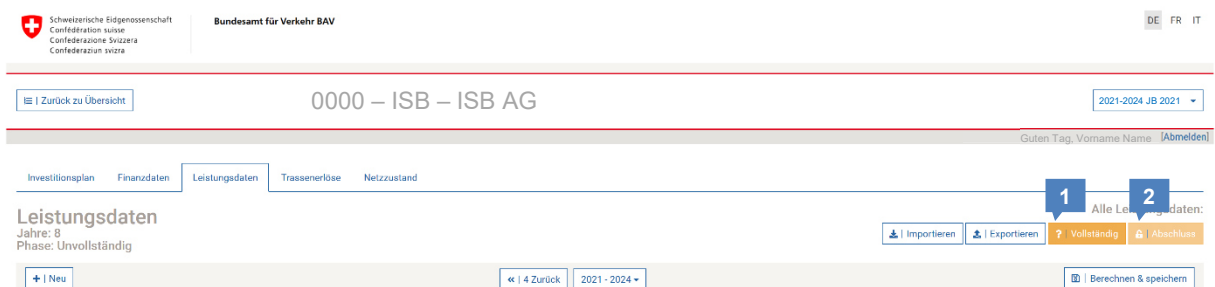 Schweizerische Eidgenossenschaft
Confédération suisse
Confederazione Svizzera
Confederaziun svizra
Bundesamt für Verkehr BAV
DE FR IT
| Zurück zu Übersicht
0000 – ISB – ISB AG
2021-2024 JB 2021
Guten Tag, Vorname Name [Abmelden]
Investitionsplan Finanzdaten Leistungsdaten Trassenerlöse Netzzustand
1 2
Leistungsdaten
Alle Leistungsdaten:
Jahre: 8
Phase: Unvollständig
| Importieren | Exportieren ? | Vollständig | Abschluss
+ | Neu « | 4 Zurück 2021 - 2024 | Berechnen & speichern